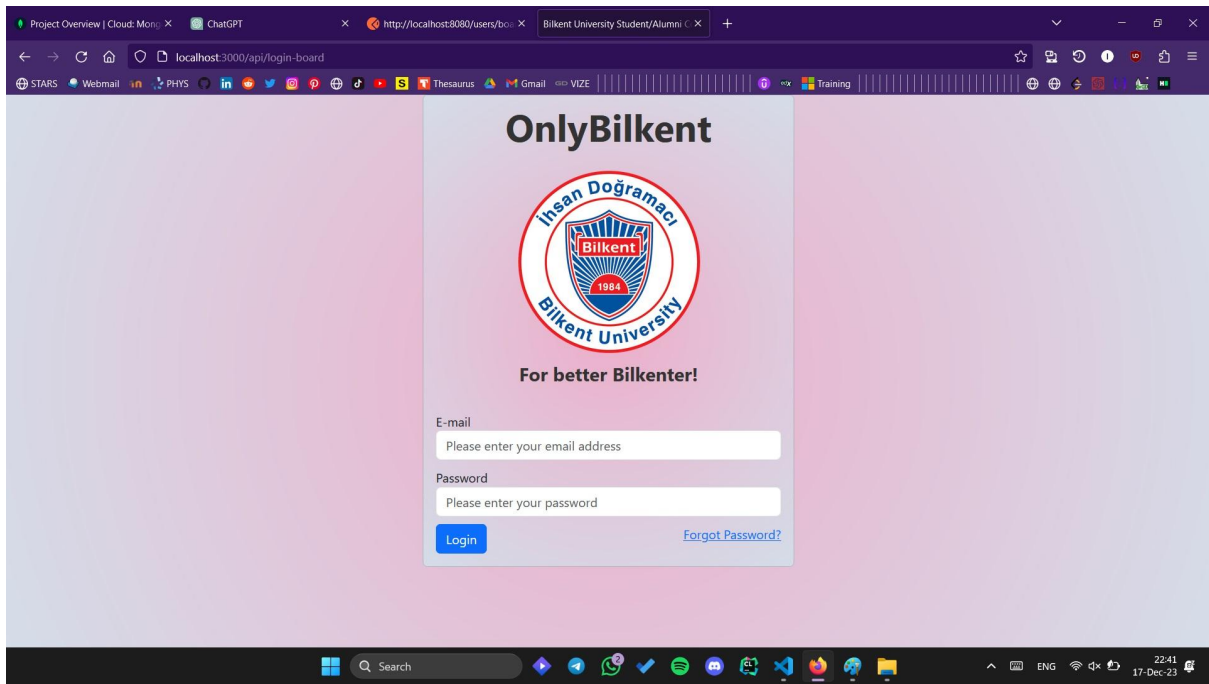 Project Overview | Cloud: Mong
ChatGPT
http://localhost:8080/users/boa
Bilkent University Student/Alumni C
localhost:3000/api/login-board
STARS
Webmail
PHYS
in
S
T Thesaurus
Gmail
VIZE
Training
OnlyBilkent
İhsan Doğramacı
Bilkent
1984
Bilkent University
For better Bilkenter!
E-mail
Please enter your email address
Password
Please enter your password
Login
Forgot Password?
Search
2
CL
ENG
22:41
17-Dec-23